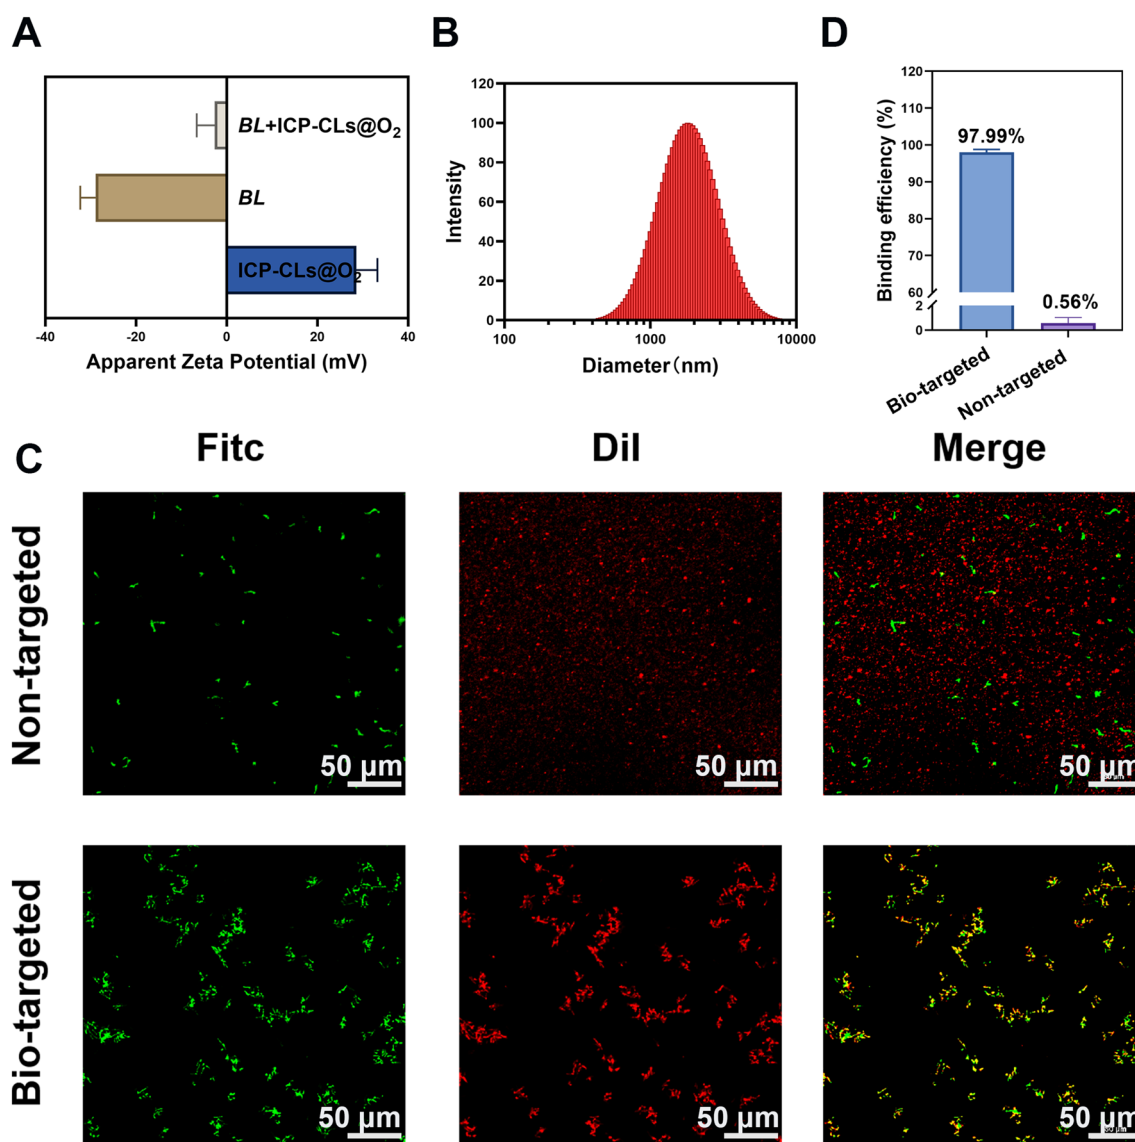 A
BL+ICP-CLs@O2
BL
ICP-CLs@O2
-40 -20 0 20 40
Apparent Zeta Potential (mV)
B
120
100
80
60
40
20
0
Intensity
100 1000 10000
Diameter(nm)
D
120
110
100
90
80
70
60
2
0
Binding efficiency (%)
97.99%
0.56%
Bio-targeted
Non-targeted
C
Fitc
DiI
Merge
Non-targeted
50 μm
50 μm
50 μm
Bio-targeted
50 μm
50 μm
50 μm